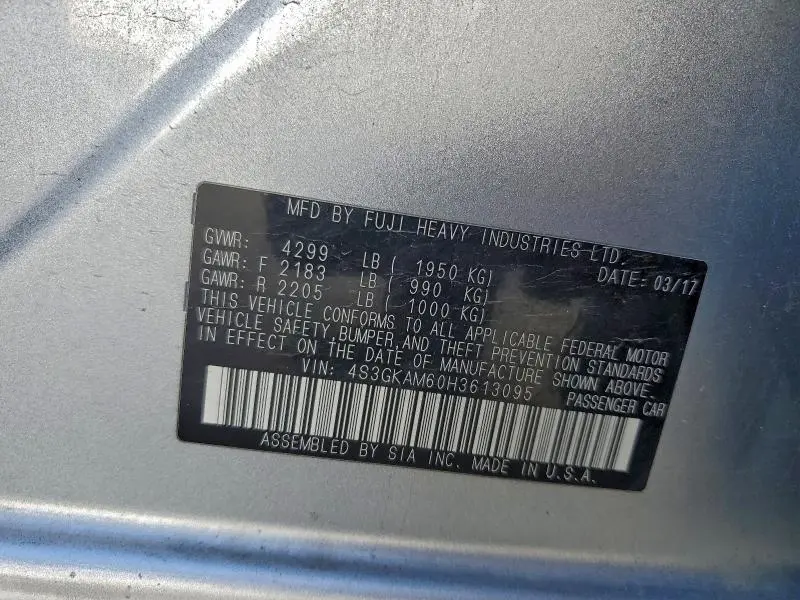 MFD BY FUJI HEAVY INDUSTRIES LTD.
GVWR: 4299 LB ( 1950 KG) DATE: 03/17
GAWR: F 2183 LB ( 990 KG)
GAWR: R 2205 LB ( 1000 KG)
THIS VEHICLE CONFORMS TO ALL APPLICABLE FEDERAL MOTOR
VEHICLE SAFETY, BUMPER, AND THEFT PREVENTION STANDARDS
IN EFFECT ON THE DATE OF MANUFACTURE SHOWN ABOVE.
VIN: 4S3GKAM60H3613095 PASSENGER CAR
ASSEMBLED BY SIA INC. MADE IN U.S.A.